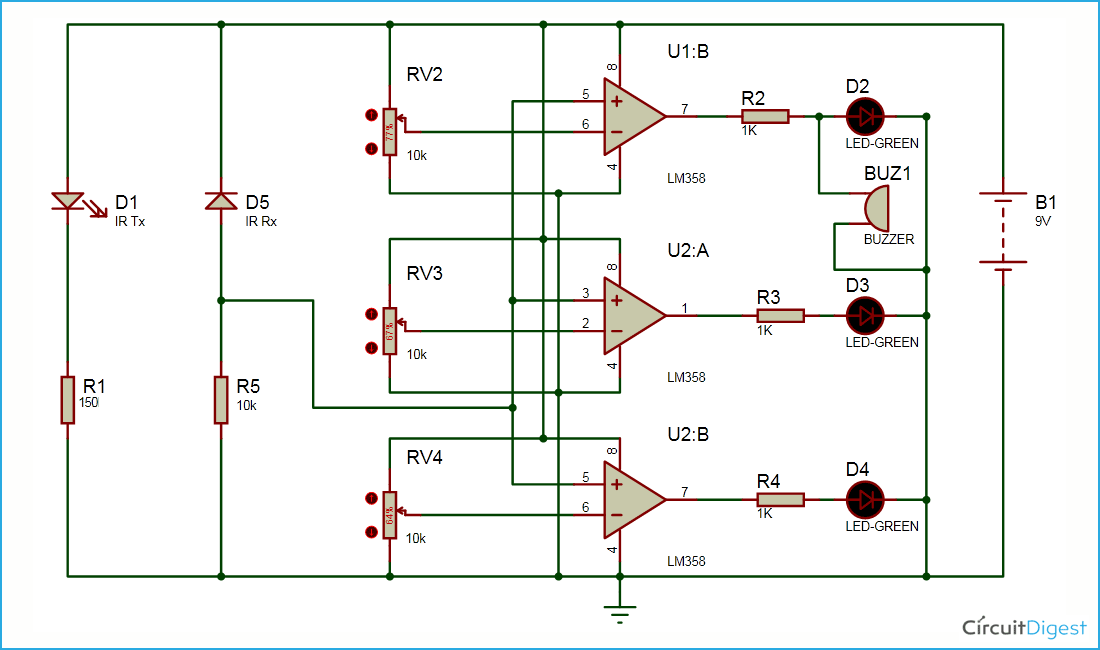 U1:B
RV2
8
77%
10k
5
6
7
4
LM358
R2
1K
D2
LED-GREEN
BUZ1
BUZZER
D1
IR Tx
D5
IR Rx
B1
9V
U2:A
RV3
8
67%
10k
3
2
1
4
LM358
R3
1K
D3
LED-GREEN
R1
150
R5
10k
U2:B
RV4
8
64%
10k
5
6
7
4
LM358
R4
1K
D4
LED-GREEN
CircuitDigest